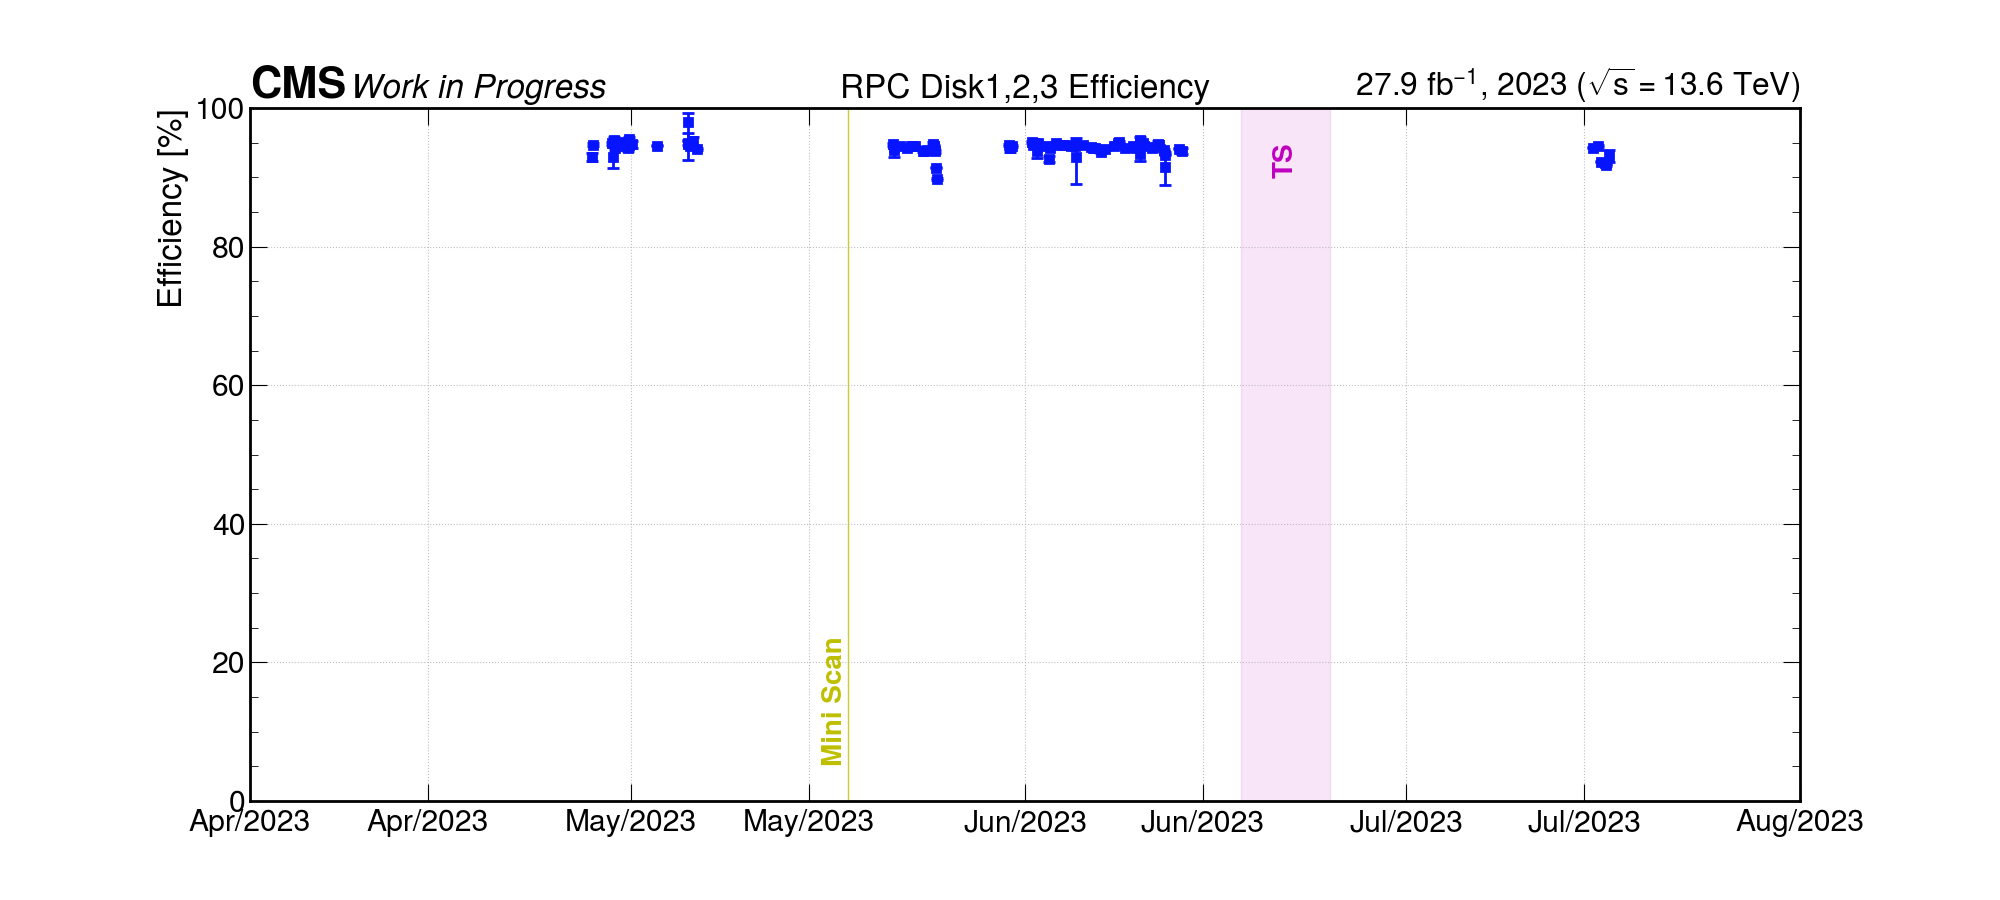 CMS Work in Progress RPC Disk1,2,3 Efficiency 27.9 fb⁻¹, 2023 (√s = 13.6 TeV)
Efficiency [%]
100
80
60
40
20
0
TS
Mini Scan
Apr/2023 Apr/2023 May/2023 May/2023 Jun/2023 Jun/2023 Jul/2023 Jul/2023 Aug/2023